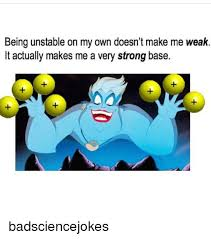 Being unstable on my own doesn't make me weak.
It actually makes me a very strong base.
+ +
+ +
+ +
badsciencejokes